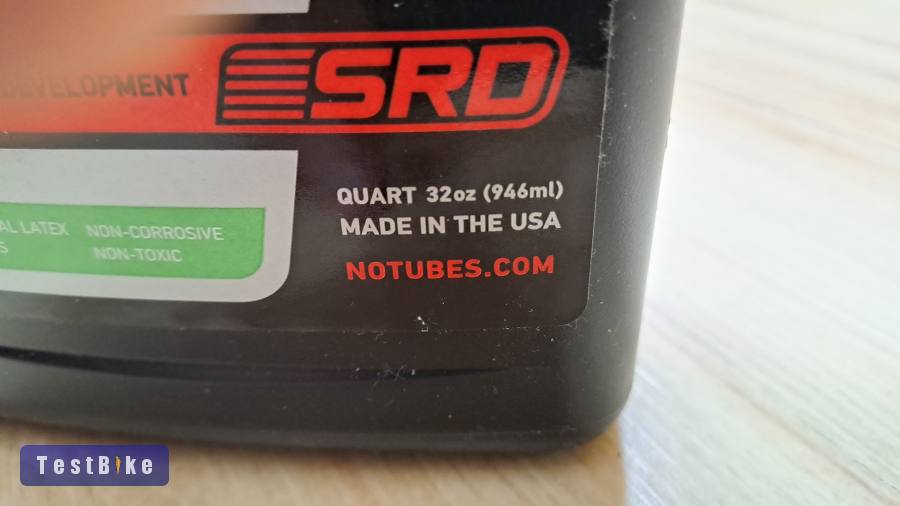 DEVELOPMENT SRD
QUART 32oz (946ml)
MADE IN THE USA
NOTUBES.COM
AL LATEX NON-CORROSIVE
S NON-TOXIC
TestBike